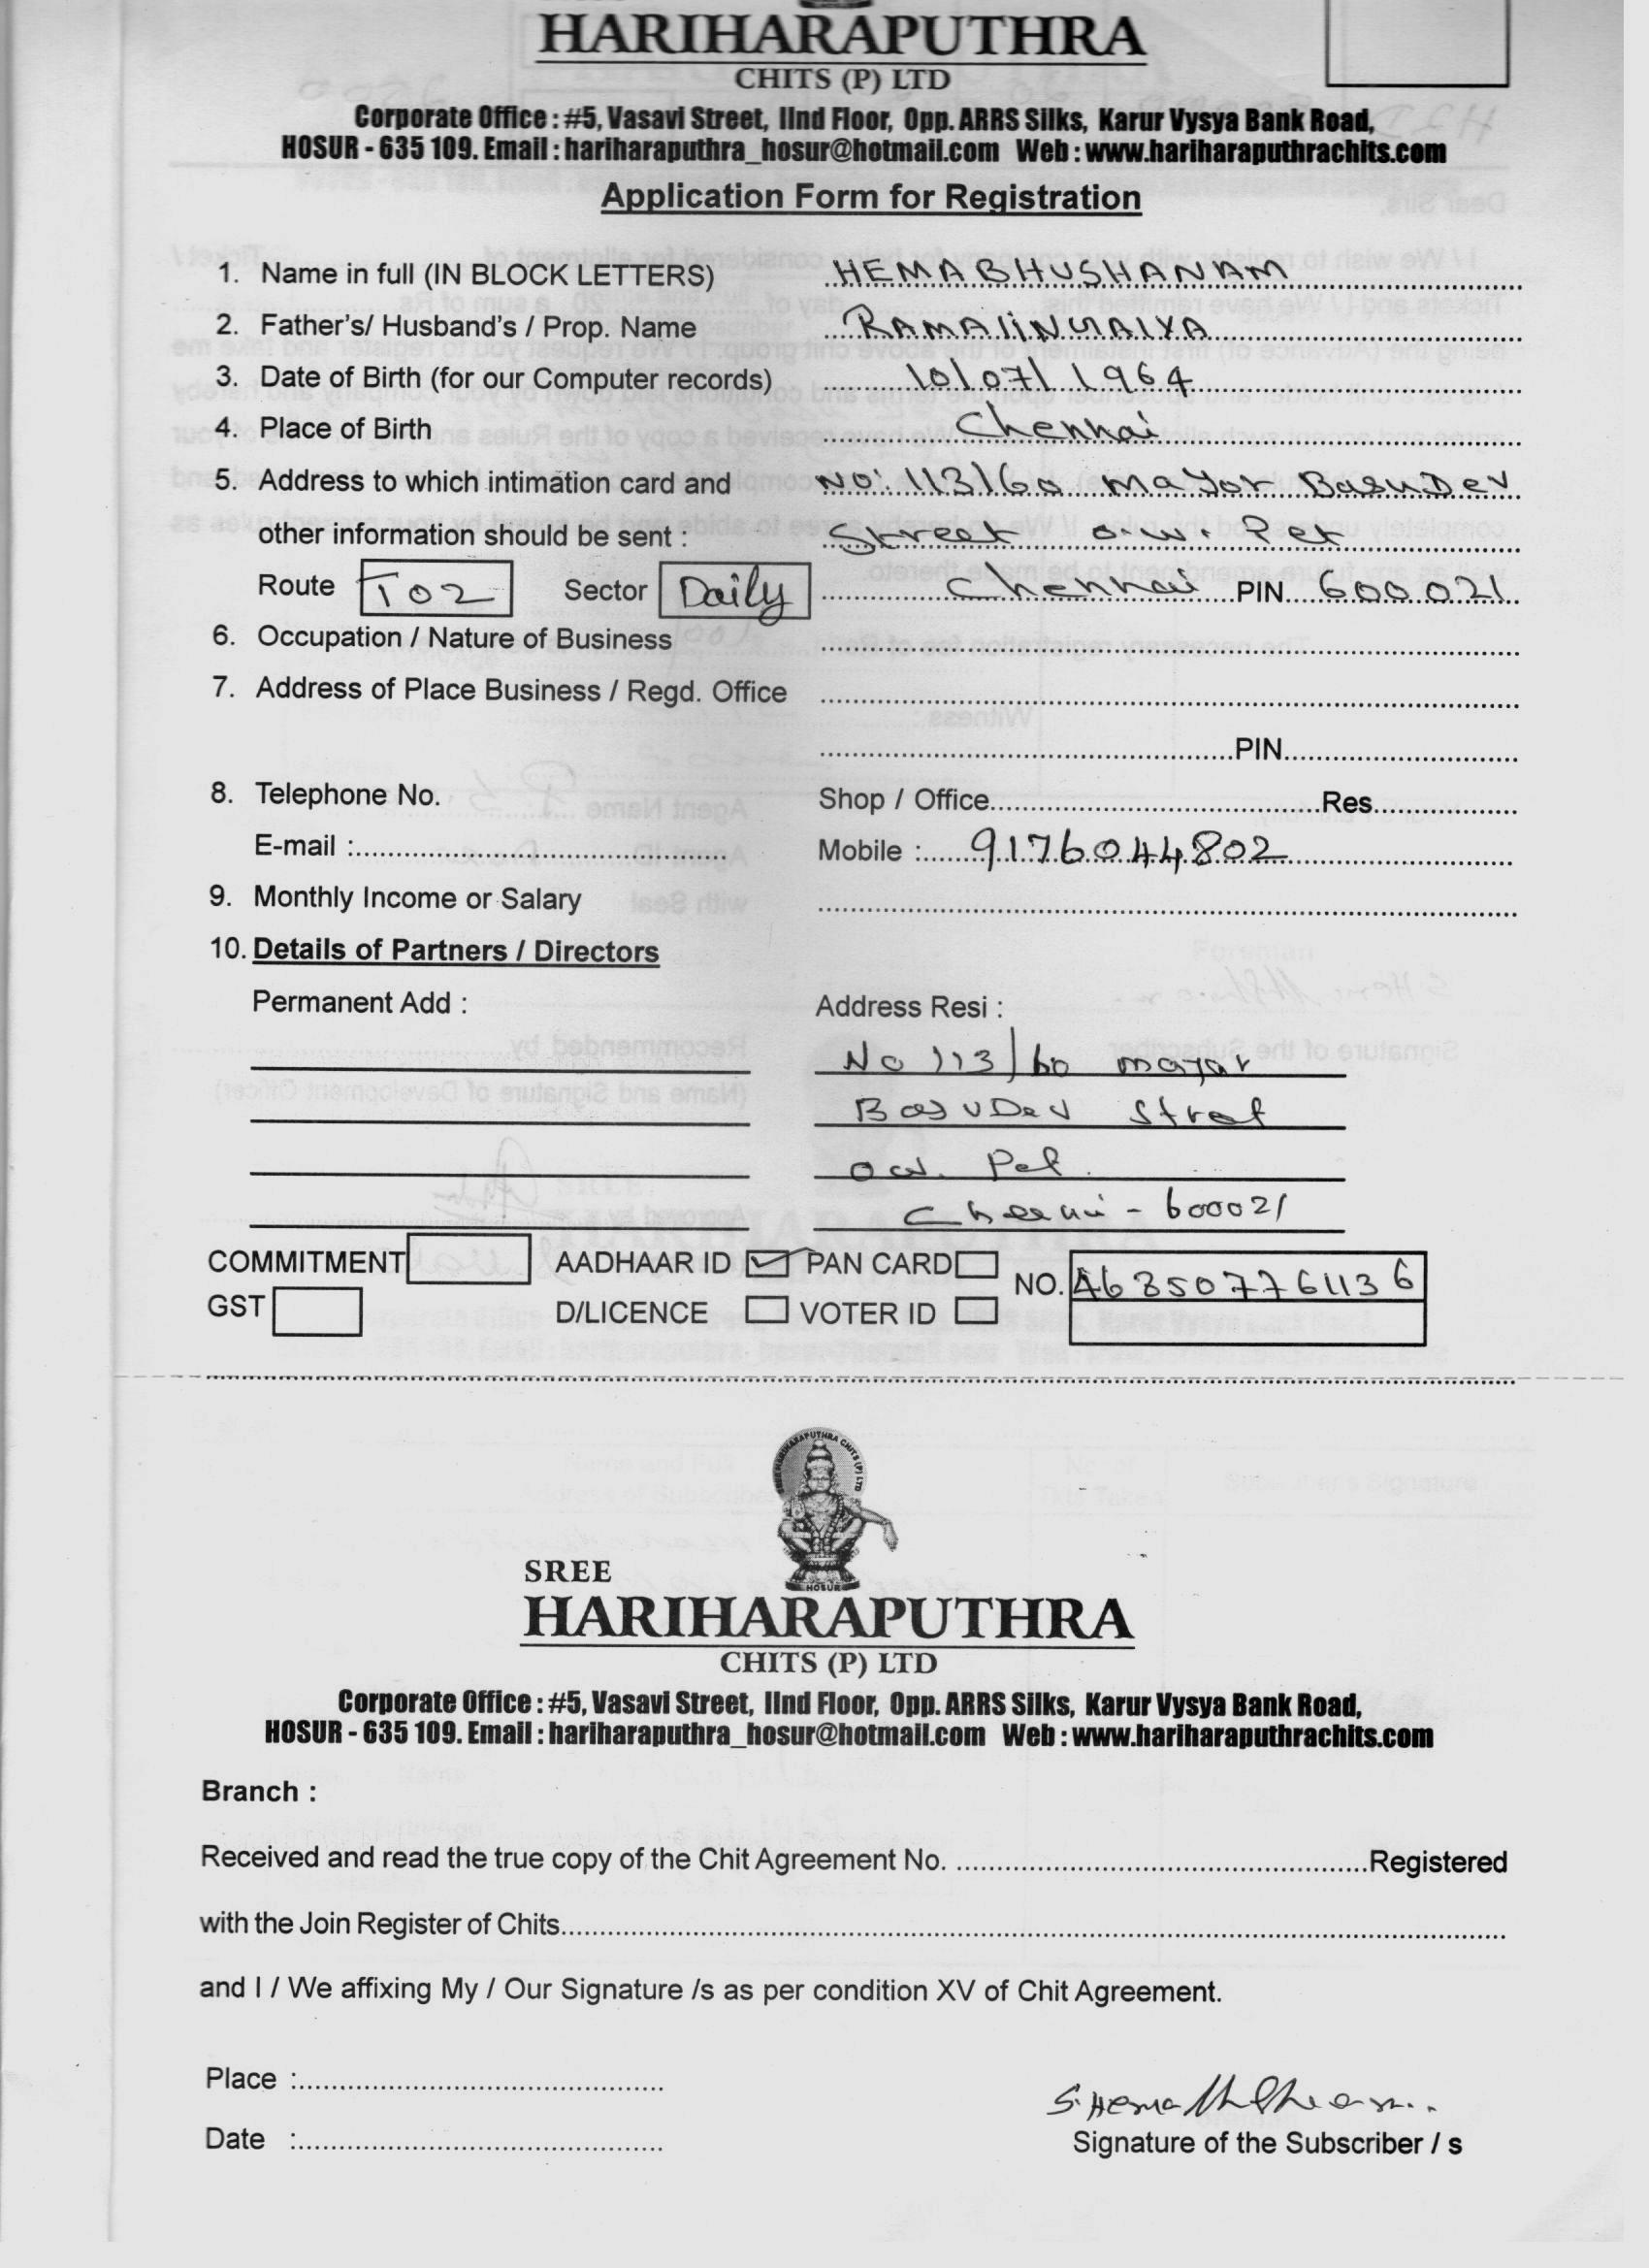 HARIHARAPUTHRA
CHITS (P) LTD
Corporate Office : #5, Vasavi Street, IInd Floor, Opp. ARRS Silks, Karur Vysya Bank Road,
HOSUR - 635 109. Email : hariharaputhra_hosur@hotmail.com Web : www.hariharaputhrachits.com
Application Form for Registration
1. Name in full (IN BLOCK LETTERS) HEMABHUSHANAM
2. Father's/ Husband's / Prop. Name RAMALINGAIYA
3. Date of Birth (for our Computer records) 10/07/1964
4. Place of Birth Chennai
5. Address to which intimation card and NO: 113/60 Mayor BasuDev
other information should be sent : Street o.w. Pet
Route T02 Sector Daily Chennai PIN 600021
6. Occupation / Nature of Business
7. Address of Place Business / Regd. Office
PIN
8. Telephone No. Shop / Office Res.
E-mail : Mobile : 9176044802
9. Monthly Income or Salary
10. Details of Partners / Directors
Permanent Add : Address Resi :
No 113/60 mayar
BasuDev Stret
o w. Pet.
- 600021
COMMITMENT AADHAAR ID PAN CARD NO.
GST D/LICENCE VOTER ID
SREE HARIHARAPUTHRA CHITS (P) LTD
HOSUR
SREE
HARIHARAPUTHRA
CHITS (P) LTD
Corporate Office : #5, Vasavi Street, IInd Floor, Opp. ARRS Silks, Karur Vysya Bank Road,
HOSUR - 635 109. Email : hariharaputhra_hosur@hotmail.com Web : www.hariharaputhrachits.com
Branch :
Received and read the true copy of the Chit Agreement No. Registered
with the Join Register of Chits
and I / We affixing My / Our Signature /s as per condition XV of Chit Agreement.
Place :
Date :
Signature of the Subscriber / s